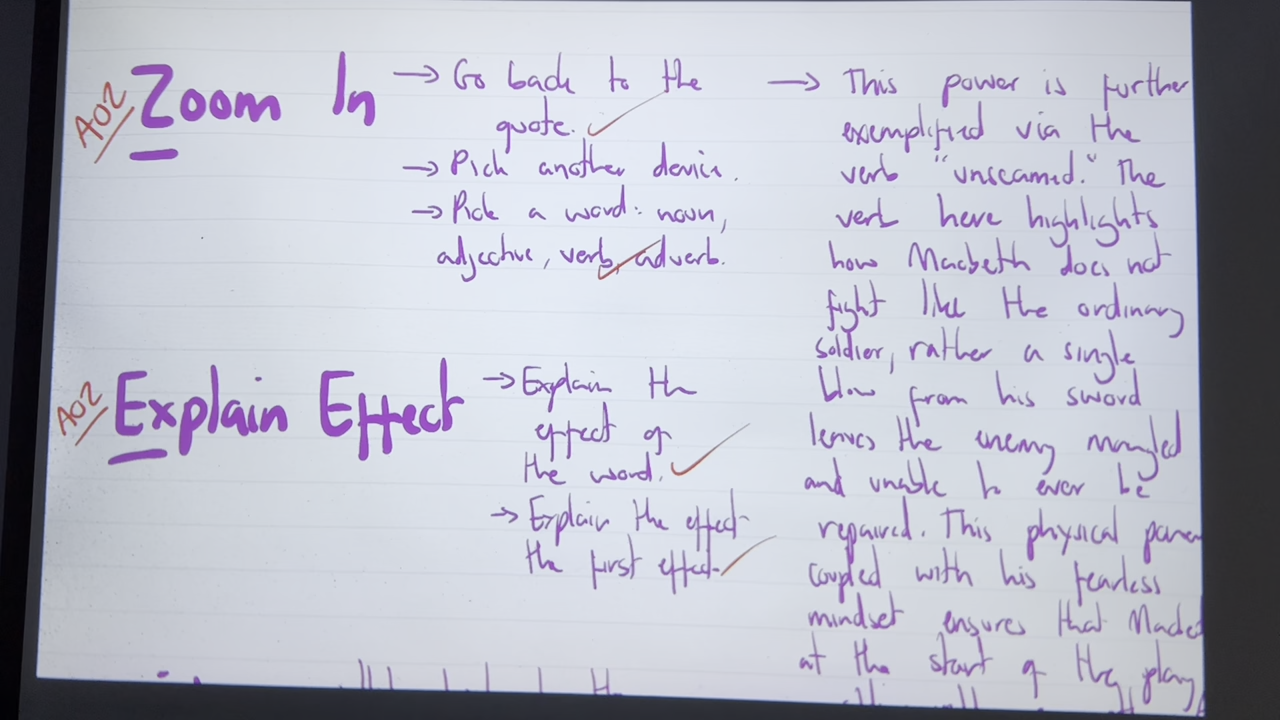 AO2
Zoom In
→ Go back to the
quote.
→ Pick another device.
→ Pick a word: noun,
adjective, verb, adverb.
AO2
Explain Effect
→ Explain the
effect of
the word.
→ Explain the effect
the first effect.
→ This power is further
exemplified via the
verb "unseamed." The
verb here highlights
how Macbeth does not
fight like the ordinary
soldier, rather a single
blow from his sword
leaves the enemy mangled
and unable to ever be
repaired. This physical power
coupled with his fearless
mindset ensures that
at the start of the play,